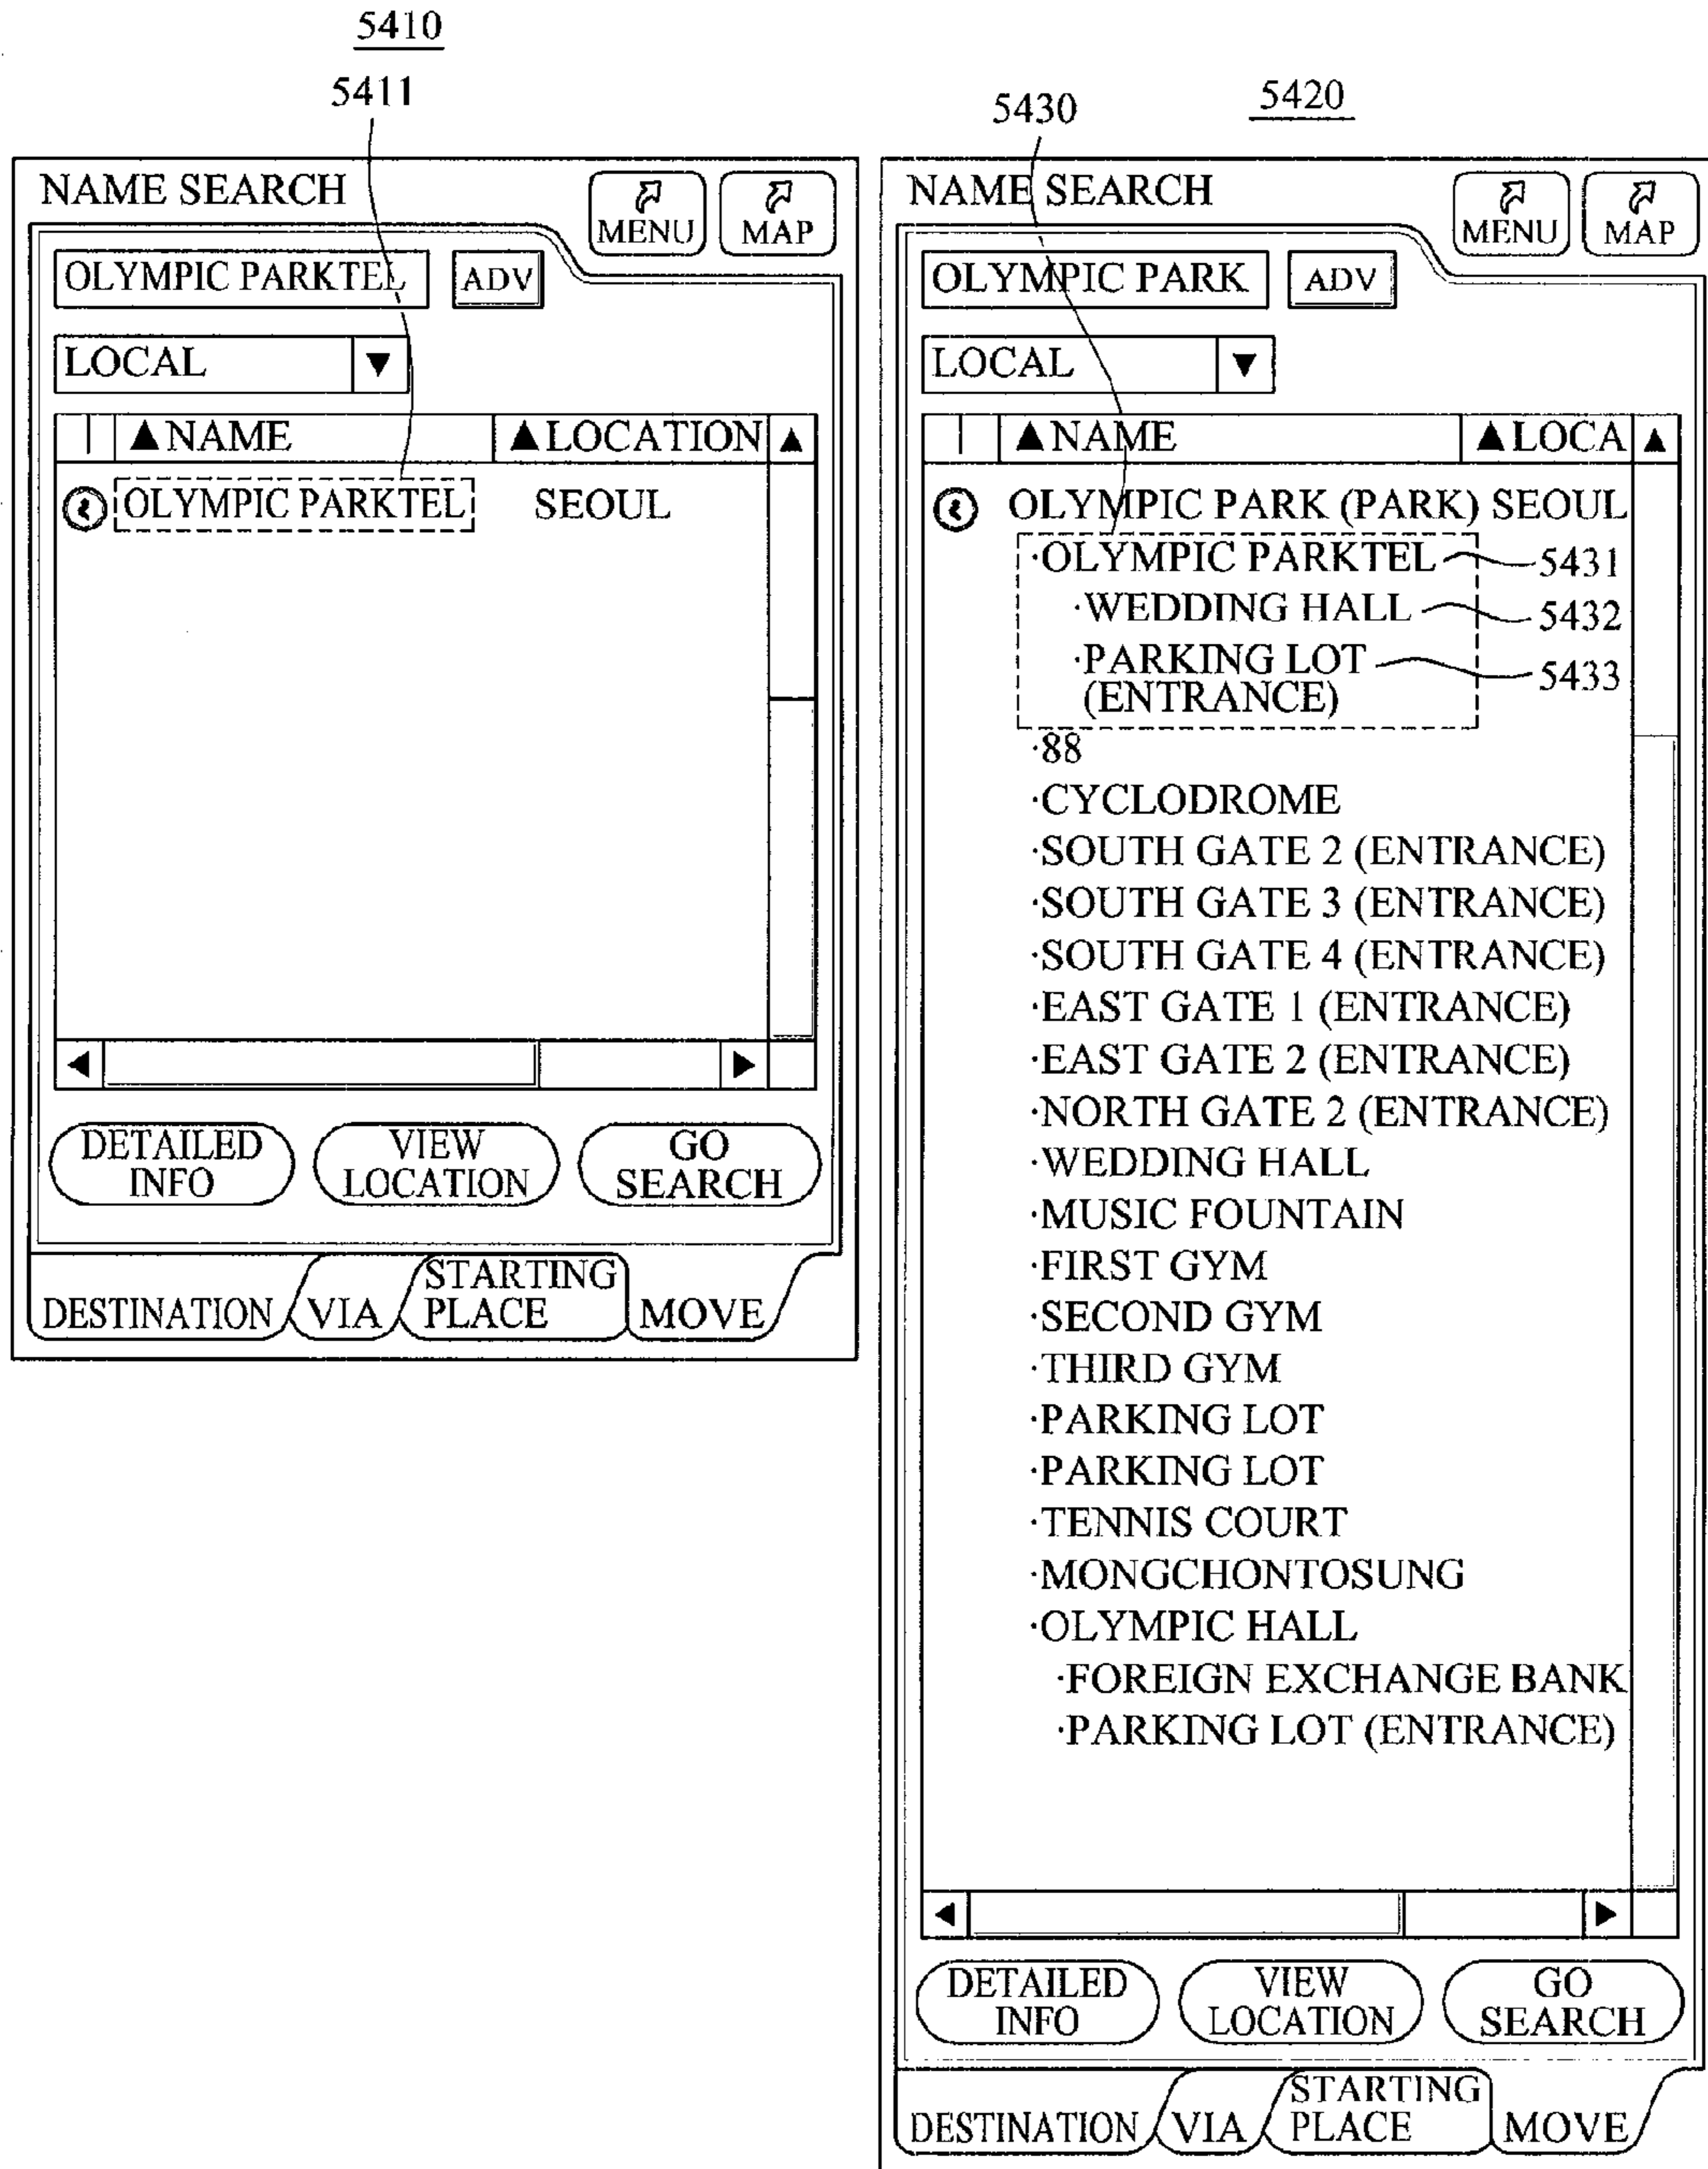 5410
5411
NAME SEARCH
MENU
MAP
OLYMPIC PARKTEL
ADV
LOCAL ▼
▲NAME ▲LOCATION ▲
OLYMPIC PARKTEL SEOUL
DETAILED
INFO
VIEW
LOCATION
GO
SEARCH
DESTINATION
VIA
STARTING
PLACE
MOVE
5420
5430
NAME SEARCH
MENU
MAP
OLYMPIC PARK
ADV
LOCAL ▼
▲NAME ▲LOCA ▲
OLYMPIC PARK (PARK) SEOUL
·OLYMPIC PARKTEL 5431
·WEDDING HALL 5432
·PARKING LOT 5433
(ENTRANCE)
·88
·CYCLODROME
·SOUTH GATE 2 (ENTRANCE)
·SOUTH GATE 3 (ENTRANCE)
·SOUTH GATE 4 (ENTRANCE)
·EAST GATE 1 (ENTRANCE)
·EAST GATE 2 (ENTRANCE)
·NORTH GATE 2 (ENTRANCE)
·WEDDING HALL
·MUSIC FOUNTAIN
·FIRST GYM
·SECOND GYM
·THIRD GYM
·PARKING LOT
·PARKING LOT
·TENNIS COURT
·MONGCHONTOSUNG
·OLYMPIC HALL
·FOREIGN EXCHANGE BANK
·PARKING LOT (ENTRANCE)
DETAILED
INFO
VIEW
LOCATION
GO
SEARCH
DESTINATION
VIA
STARTING
PLACE
MOVE